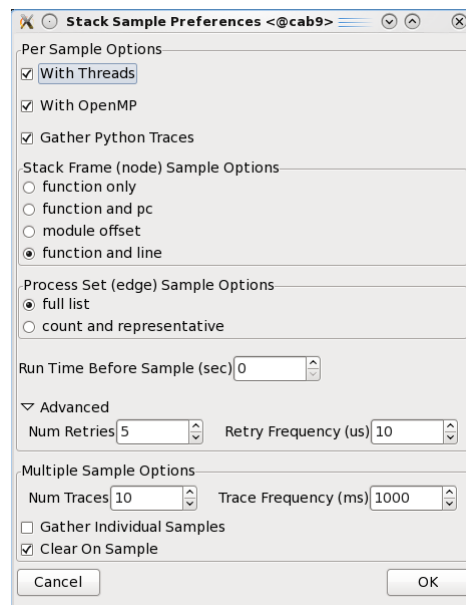 Stack Sample Preferences <@cab9>
Per Sample Options
With Threads
With OpenMP
Gather Python Traces
Stack Frame (node) Sample Options
function only
function and pc
module offset
function and line
Process Set (edge) Sample Options
full list
count and representative
Run Time Before Sample (sec) 0
Advanced
Num Retries 5 Retry Frequency (us) 10
Multiple Sample Options
Num Traces 10 Trace Frequency (ms) 1000
Gather Individual Samples
Clear On Sample
Cancel OK